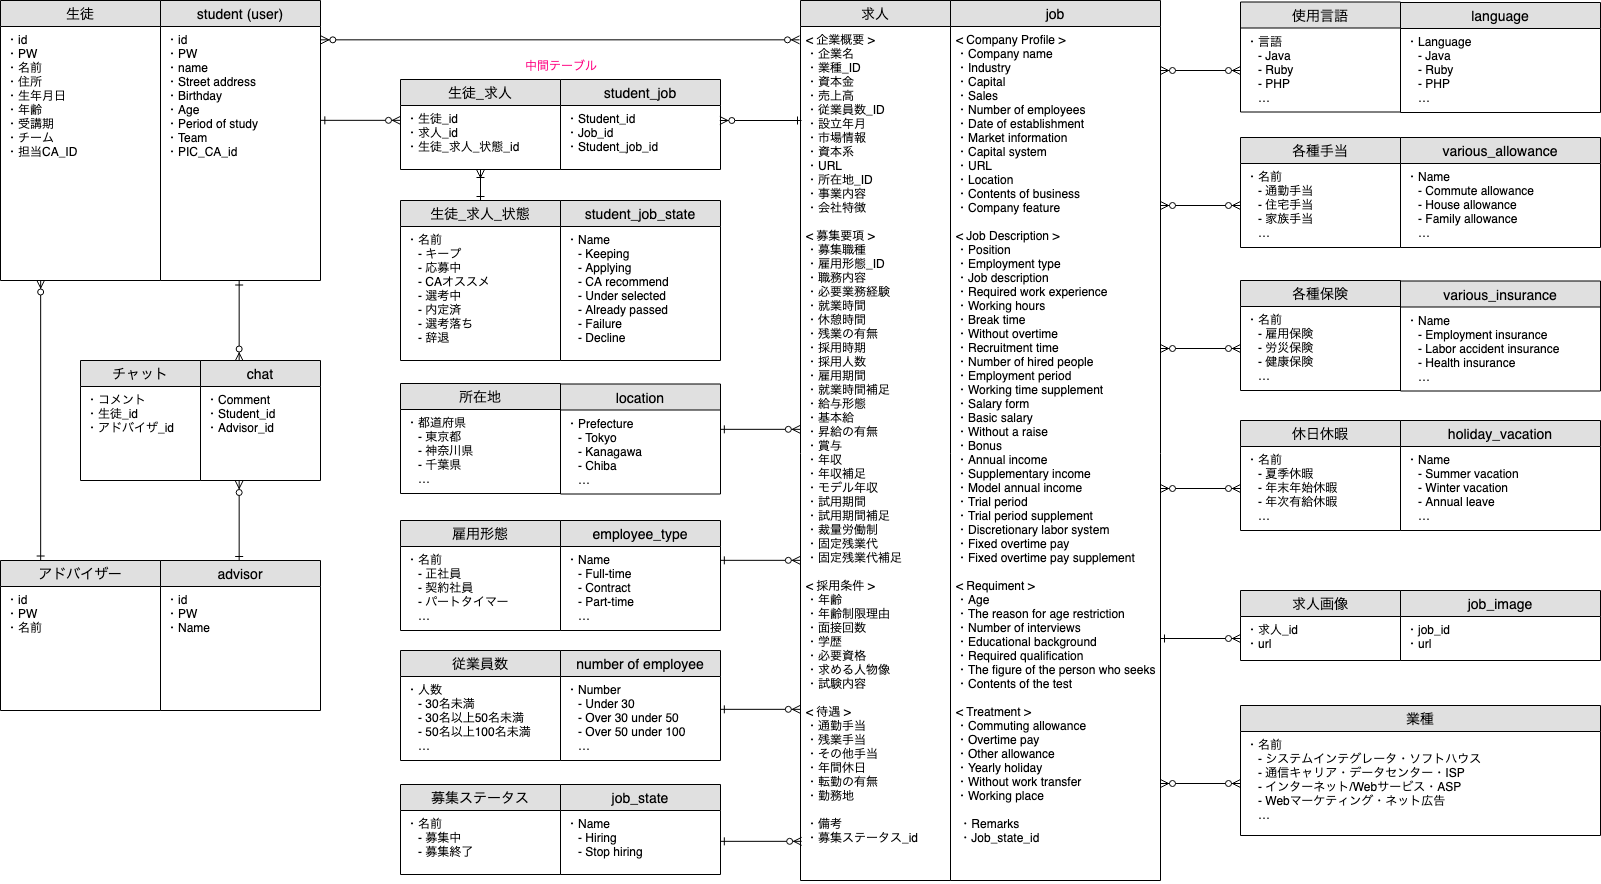 生徒
student (user)
・id
・PW
・名前
・住所
・生年月日
・年齢
・受講期
・チーム
・担当CA_ID
・id
・PW
・name
・Street address
・Birthday
・Age
・Period of study
・Team
・PIC_CA_id
チャット
chat
・コメント
・生徒_id
・アドバイザ_id
・Comment
・Student_id
・Advisor_id
アドバイザー
advisor
・id
・PW
・名前
・id
・PW
・Name
中間テーブル
生徒_求人
student_job
・生徒_id
・求人_id
・生徒_求人_状態_id
・Student_id
・Job_id
・Student_job_id
生徒_求人_状態
student_job_state
・名前
- キープ
- 応募中
- CAオススメ
- 選考中
- 内定済
- 選考落ち
- 辞退
・Name
- Keeping
- Applying
- CA recommend
- Under selected
- Already passed
- Failure
- Decline
所在地
location
・都道府県
- 東京都
- 神奈川県
- 千葉県
...
・Prefecture
- Tokyo
- Kanagawa
- Chiba
...
雇用形態
employee_type
・名前
- 正社員
- 契約社員
- パートタイマー
...
・Name
- Full-time
- Contract
- Part-time
...
従業員数
number of employee
・人数
- 30名未満
- 30名以上50名未満
- 50名以上100名未満
...
・Number
- Under 30
- Over 30 under 50
- Over 50 under 100
...
募集ステータス
job_state
・名前
- 募集中
- 募集終了
・Name
- Hiring
- Stop hiring
求人
job
< 企業概要 >
・企業名
・業種_ID
・資本金
・売上高
・従業員数_ID
・設立年月
・市場情報
・資本系
・URL
・所在地_ID
・事業内容
・会社特徴
< 募集要項 >
・募集職種
・雇用形態_ID
・職務内容
・必要業務経験
・就業時間
・休憩時間
・残業の有無
・採用時期
・採用人数
・雇用期間
・就業時間補足
・給与形態
・基本給
・昇給の有無
・賞与
・年収
・年収補足
・モデル年収
・試用期間
・試用期間補足
・裁量労働制
・固定残業代
・固定残業代補足
< 採用条件 >
・年齢
・年齢制限理由
・面接回数
・学歴
・必要資格
・求める人物像
・試験内容
< 待遇 >
・通勤手当
・残業手当
・その他手当
・年間休日
・転勤の有無
・勤務地
・備考
・募集ステータス_id
< Company Profile >
・Company name
・Industry
・Capital
・Sales
・Number of employees
・Date of establishment
・Market information
・Capital system
・URL
・Location
・Contents of business
・Company feature
< Job Description >
・Position
・Employment type
・Job description
・Required work experience
・Working hours
・Break time
・Without overtime
・Recruitment time
・Number of hired people
・Employment period
・Working time supplement
・Salary form
・Basic salary
・Without a raise
・Bonus
・Annual income
・Supplementary income
・Model annual income
・Trial period
・Trial period supplement
・Discretionary labor system
・Fixed overtime pay
・Fixed overtime pay supplement
< Requiment >
・Age
・The reason for age restriction
・Number of interviews
・Educational background
・Required qualification
・The figure of the person who seeks
・Contents of the test
< Treatment >
・Commuting allowance
・Overtime pay
・Other allowance
・Yearly holiday
・Without work transfer
・Working place
・Remarks
・Job_state_id
使用言語
language
・言語
- Java
- Ruby
- PHP
...
・Language
- Java
- Ruby
- PHP
...
各種手当
various_allowance
・名前
- 通勤手当
- 住宅手当
- 家族手当
...
・Name
- Commute allowance
- House allowance
- Family allowance
...
各種保険
various_insurance
・名前
- 雇用保険
- 労災保険
- 健康保険
...
・Name
- Employment insurance
- Labor accident insurance
- Health insurance
...
休日休暇
holiday_vacation
・名前
- 夏季休暇
- 年末年始休暇
- 年次有給休暇
...
・Name
- Summer vacation
- Winter vacation
- Annual leave
...
求人画像
job_image
・求人_id
・url
・job_id
・url
業種
・名前
- システムインテグレータ・ソフトハウス
- 通信キャリア・データセンター・ISP
- インターネット/Webサービス・ASP
- Webマーケティング・ネット広告
...